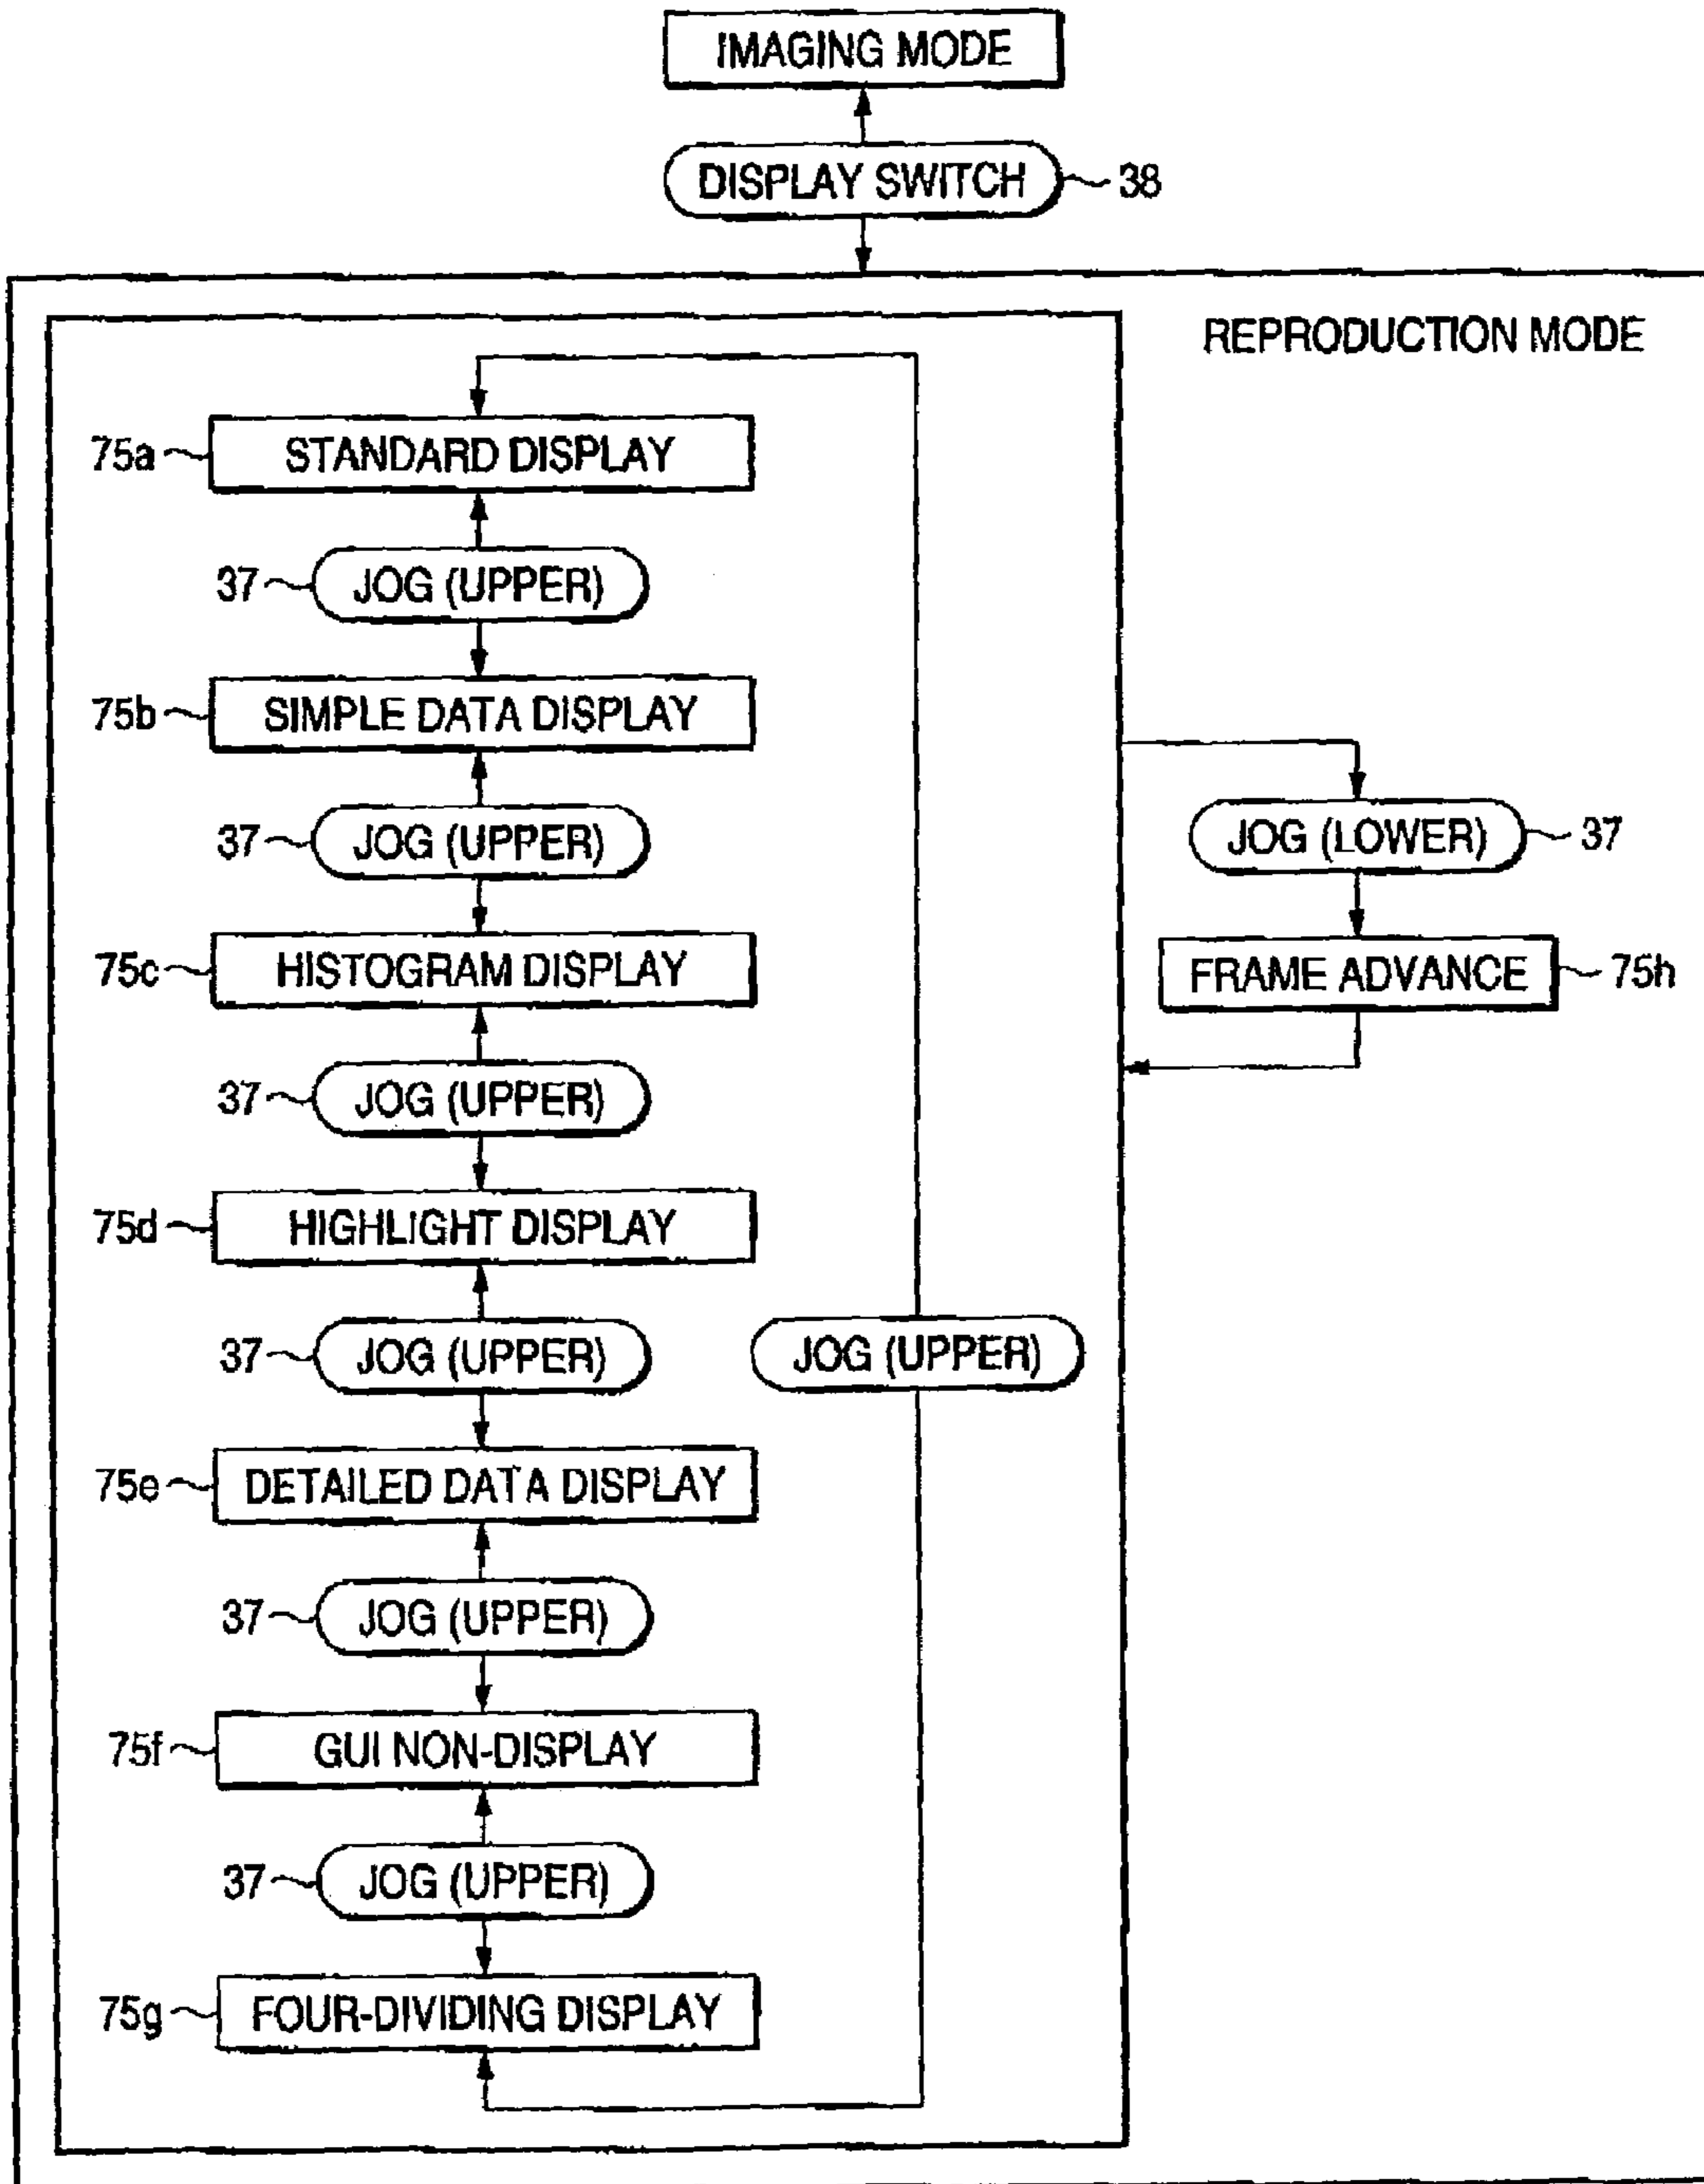 IMAGING MODE
DISPLAY SWITCH 38
REPRODUCTION MODE
75a STANDARD DISPLAY
37 JOG (UPPER)
75b SIMPLE DATA DISPLAY
37 JOG (UPPER)
JOG (LOWER) 37
75c HISTOGRAM DISPLAY
FRAME ADVANCE 75h
37 JOG (UPPER)
75d HIGHLIGHT DISPLAY
37 JOG (UPPER)
JOG (UPPER)
75e DETAILED DATA DISPLAY
37 JOG (UPPER)
75f GUI NON-DISPLAY
37 JOG (UPPER)
75g FOUR-DIVIDING DISPLAY